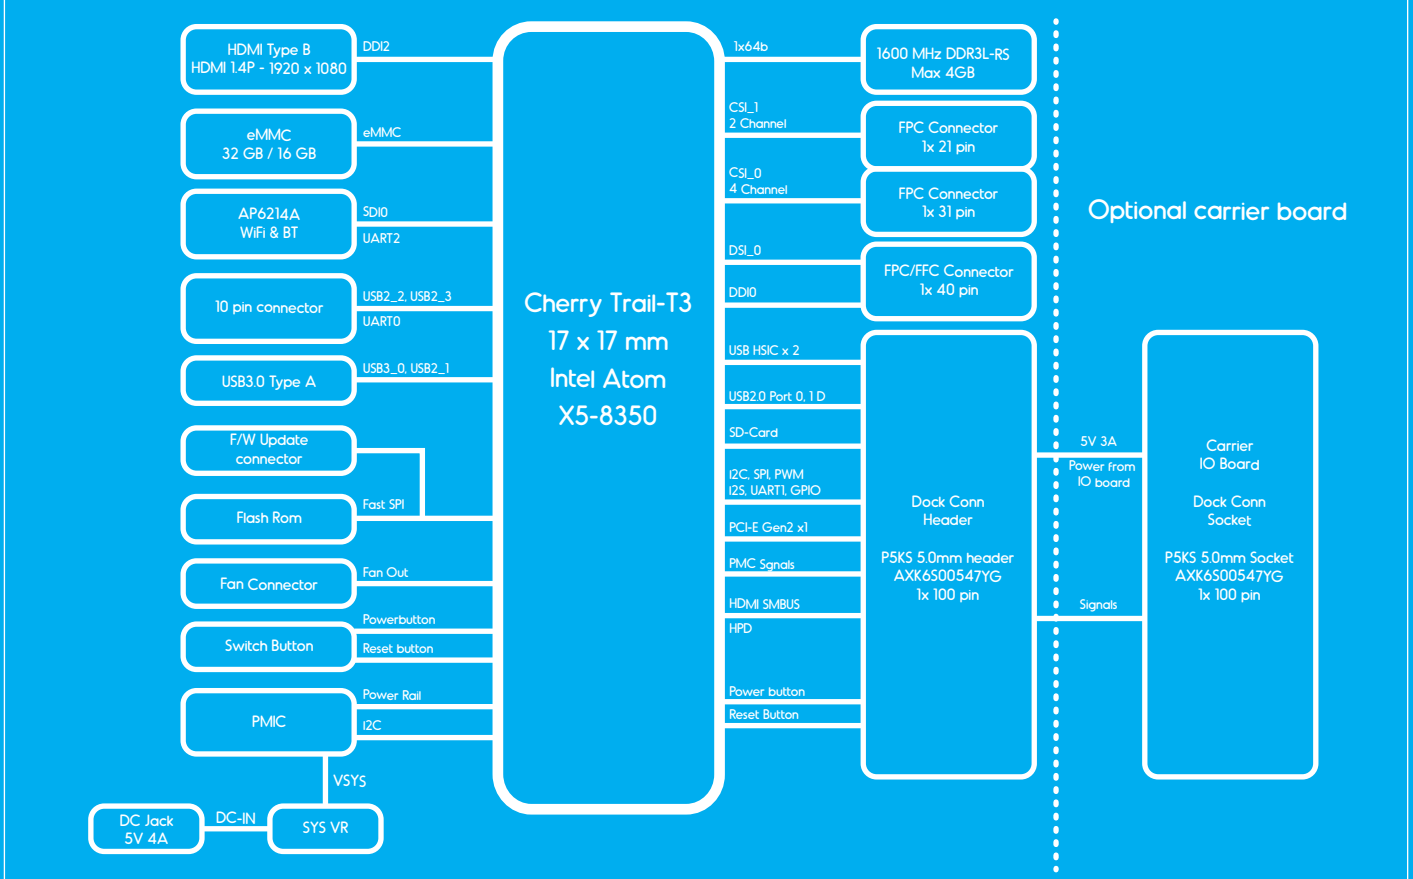 HDMI Type B
HDMI 1.4P - 1920 x 1080
DDI2
eMMC
32 GB / 16 GB
eMMC
AP6214A
WiFi & BT
SDI0
UART2
10 pin connector
USB2_2, USB2_3
UART0
USB3.0 Type A
USB3_0, USB2_1
F/W Update
connector
Flash Rom
Fast SPI
Fan Connector
Fan Out
Switch Button
Powerbutton
Reset button
PMIC
Power Rail
I2C
VSYS
DC Jack
5V 4A
DC-IN
SYS VR
Cherry Trail-T3
17 x 17 mm
Intel Atom
X5-8350
1x64b
1600 MHz DDR3L-RS
Max 4GB
CSI_1
2 Channel
FPC Connector
1x 21 pin
CSI_0
4 Channel
FPC Connector
1x 31 pin
DSI_0
DDI0
FPC/FFC Connector
1x 40 pin
USB HSIC x 2
USB2.0 Port 0, 1 D
SD-Card
I2C, SPI, PWM
I2S, UART1, GPIO
PCI-E Gen2 x1
PMC Sgnals
HDMI SMBUS
HPD
Power button
Reset Button
Dock Conn
Header
P5KS 5.0mm header
AXK6S00547YG
1x 100 pin
Optional carrier board
5V 3A
Power from
IO board
Signals
Carrier
IO Board
Dock Conn
Socket
P5KS 5.0mm Socket
AXK6S00547YG
1x 100 pin